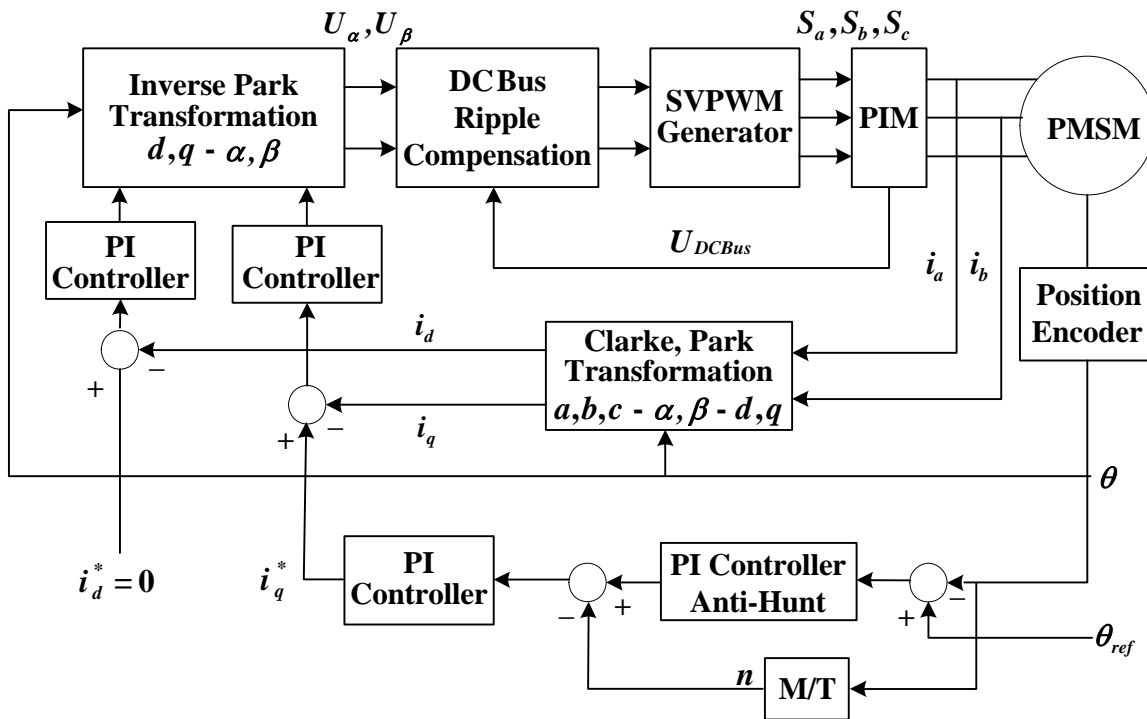 U_α, U_β
S_a, S_b, S_c
Inverse Park
Transformation
d,q - α,β
DC Bus
Ripple
Compensation
SVPWM
Generator
PIM
PMSM
PI
Controller
PI
Controller
U_DCBus
i_a
i_b
Position
Encoder
i_d
Clarke, Park
Transformation
a,b,c - α,β - d,q
+
−
i_q
+
−
θ
i_d^* = 0
i_q^*
PI
Controller
PI Controller
Anti-Hunt
−
+
−
+
θ_ref
n
M/T